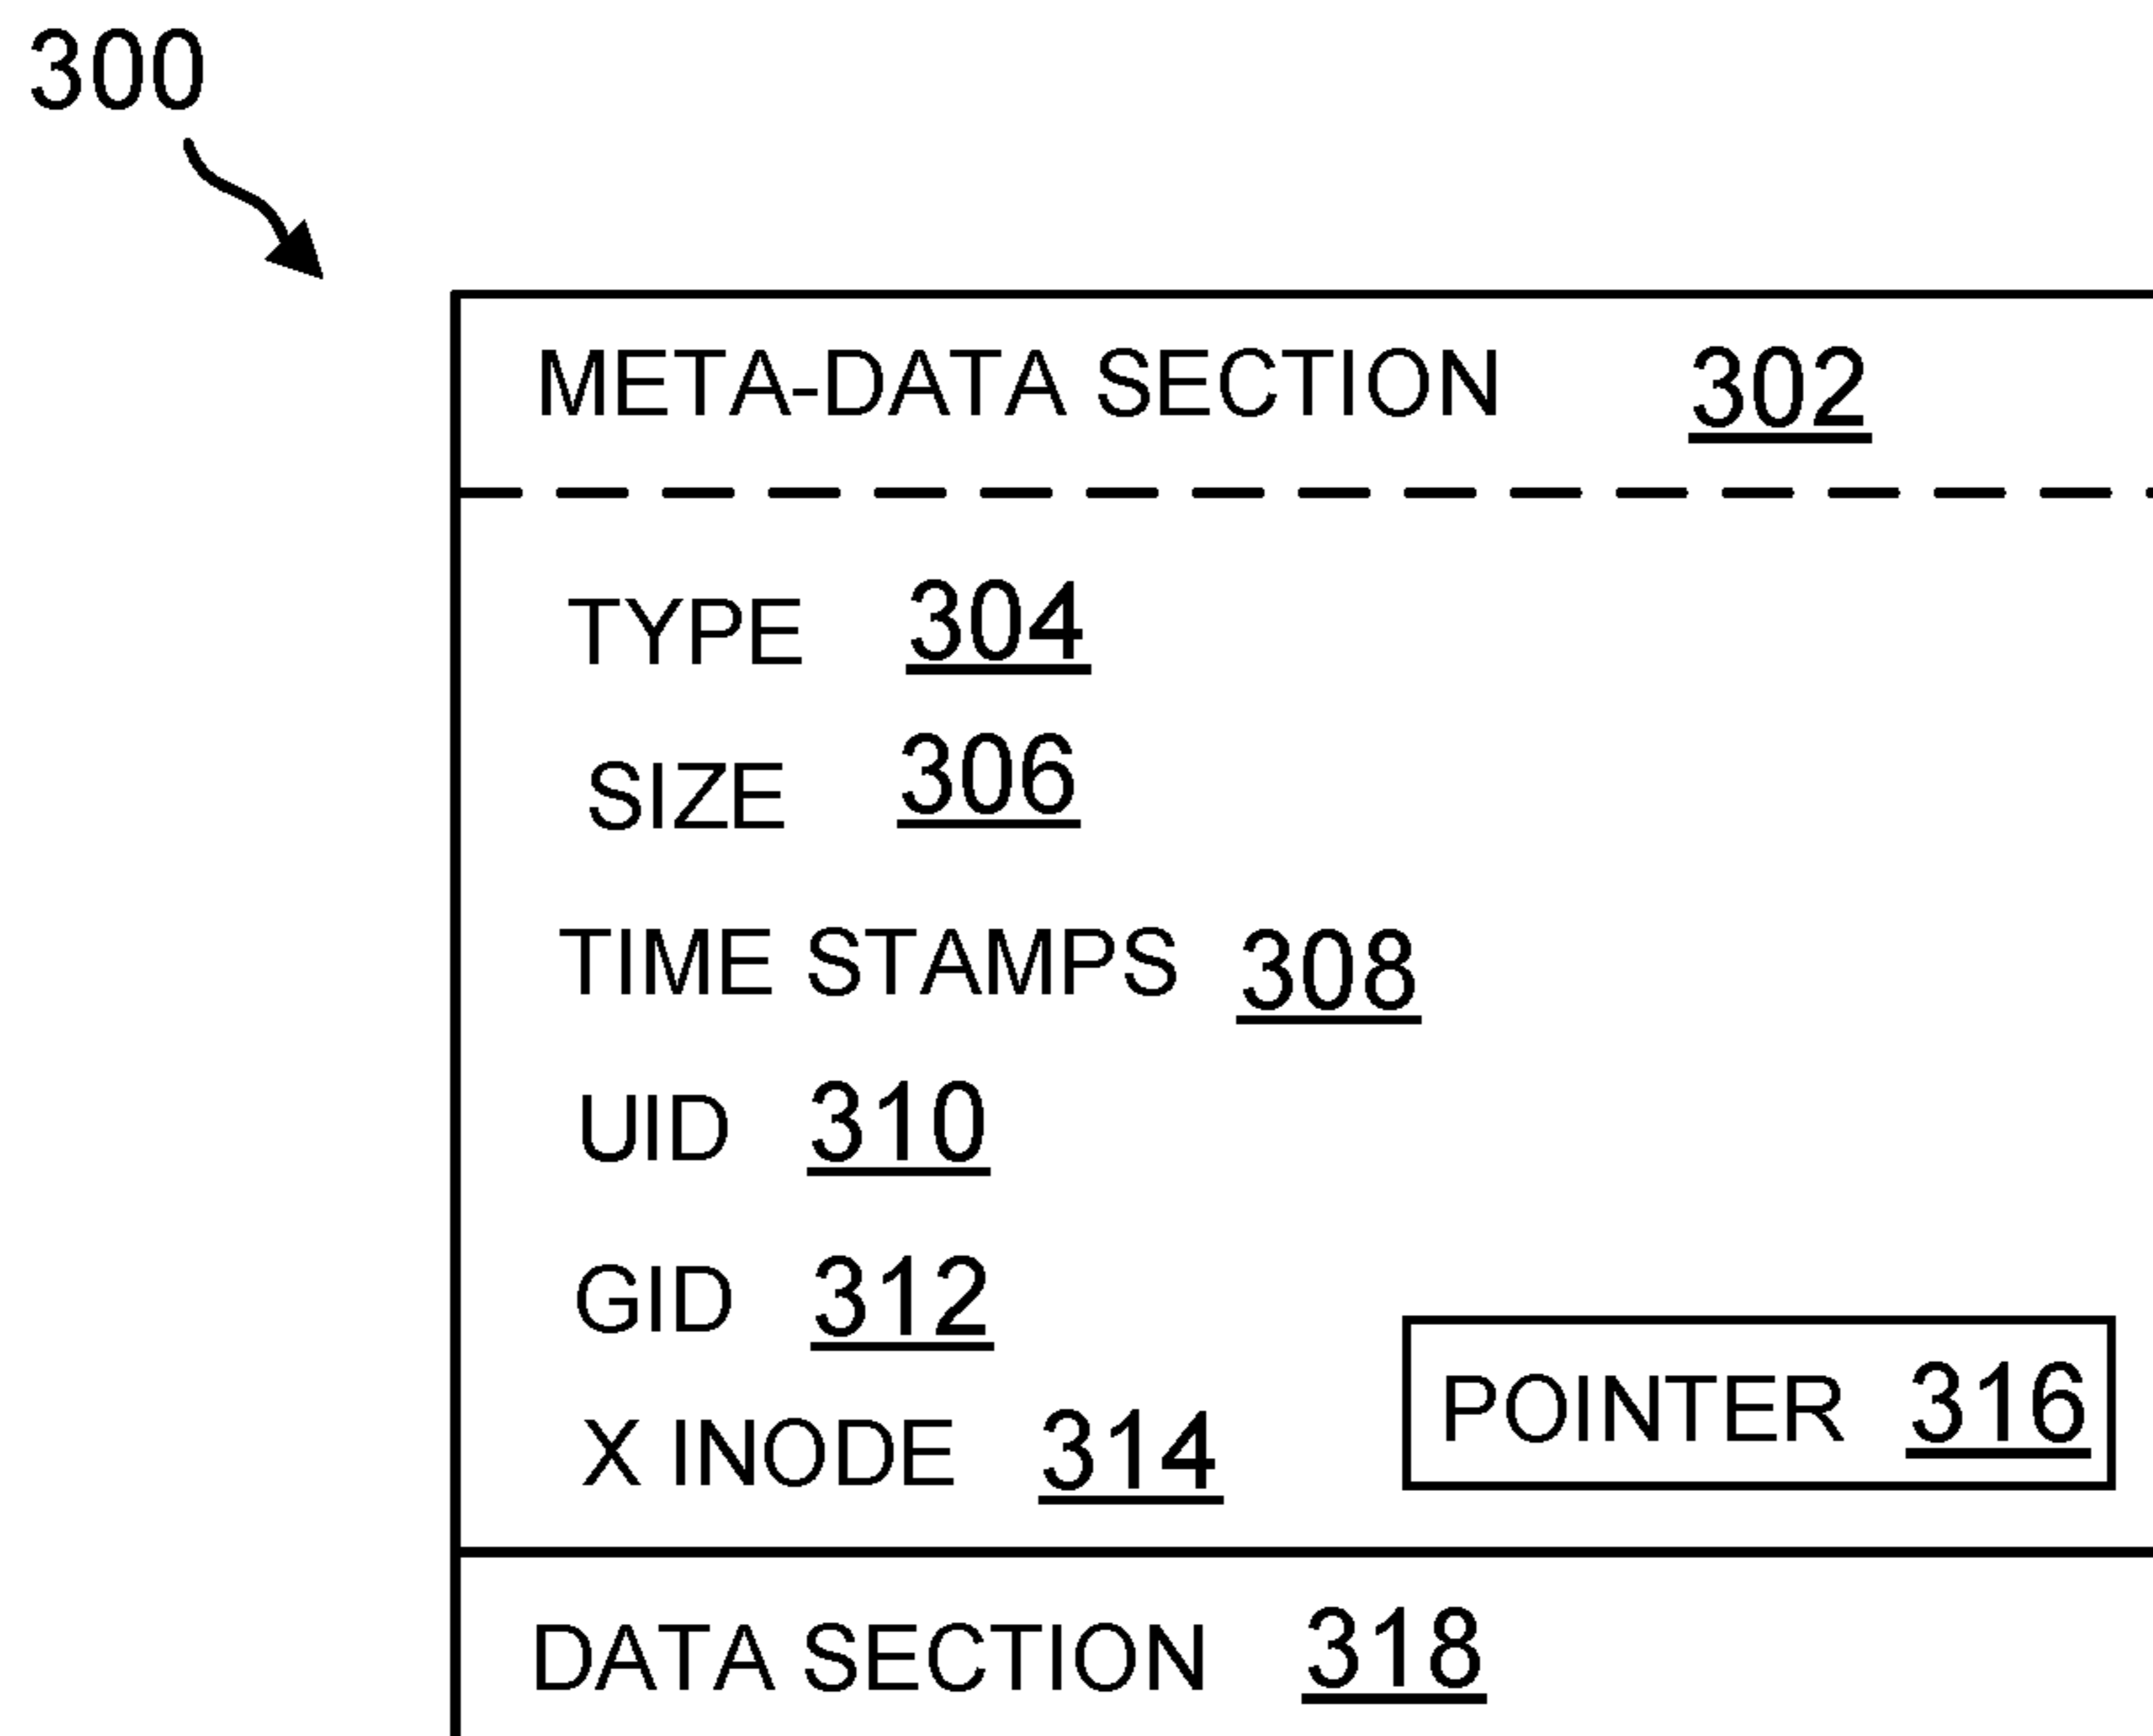 300
META-DATA SECTION 302
TYPE 304
SIZE 306
TIME STAMPS 308
UID 310
GID 312
X INODE 314 POINTER 316
DATA SECTION 318